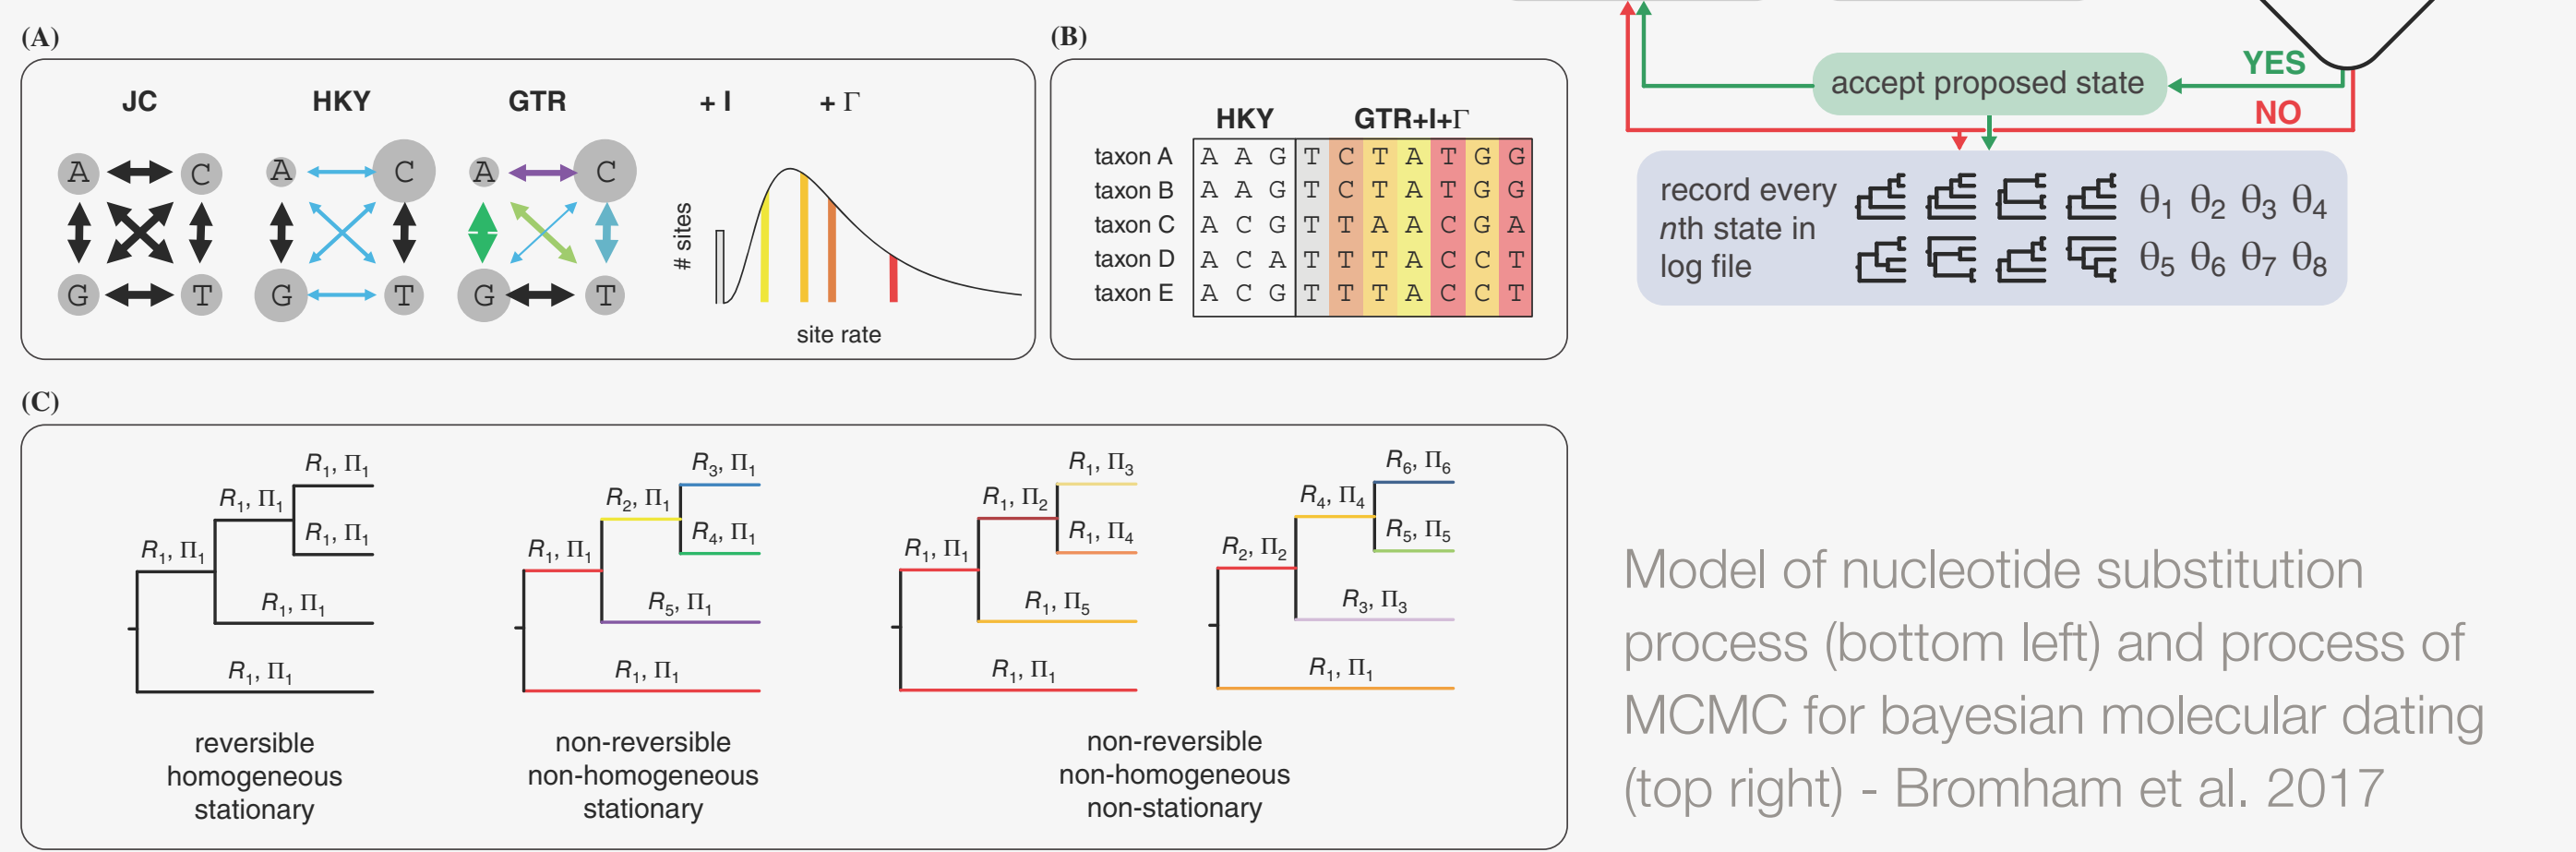 (A)
JC HKY GTR + I + Γ
A C A C A C
G T G T G T
# sites
site rate
(B)
HKY GTR+I+Γ
taxon A A A G T C T A T G G
taxon B A A G T C T A T G G
taxon C A C G T T A A C G A
taxon D A C A T T T A C C T
taxon E A C G T T T A C C T
YES
accept proposed state
NO
record every
nth state in
log file
θ1 θ2 θ3 θ4
θ5 θ6 θ7 θ8
(C)
R1, Π1
R1, Π1
R1, Π1
R1, Π1
R1, Π1
R1, Π1
reversible
homogeneous
stationary
R3, Π1
R2, Π1
R4, Π1
R1, Π1
R5, Π1
R1, Π1
non-reversible
non-homogeneous
stationary
R1, Π3
R1, Π2
R1, Π4
R1, Π1
R1, Π5
R1, Π1
R6, Π6
R4, Π4
R5, Π5
R2, Π2
R3, Π3
R1, Π1
non-reversible
non-homogeneous
non-stationary
Model of nucleotide substitution
process (bottom left) and process of
MCMC for bayesian molecular dating
(top right) - Bromham et al. 2017